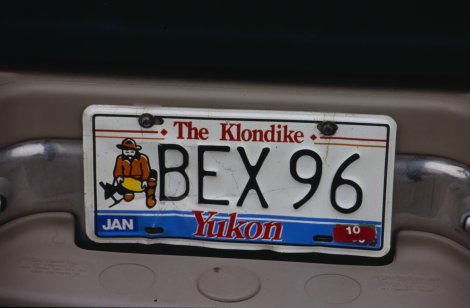 The Klondike
BEX 96
JAN Yukon 10